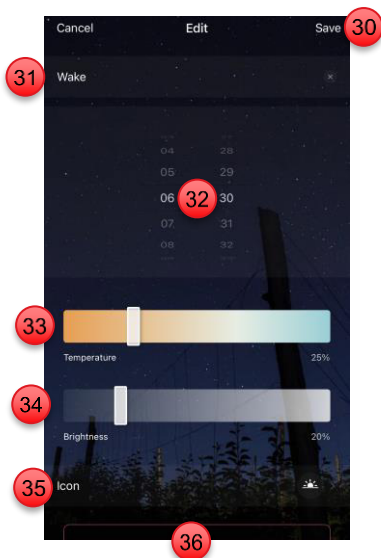 Cancel Edit Save 30
31 Wake ×
04 28
05 29
06 32 30
07 31
08 32
33
Temperature 25%
34
Brightness 20%
35 Icon
36